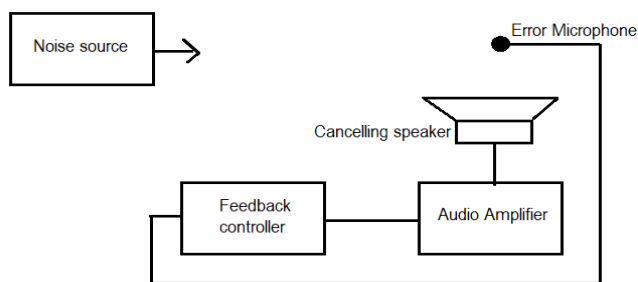 Error Microphone
Noise source
Cancelling speaker
Feedback
controller
Audio Amplifier